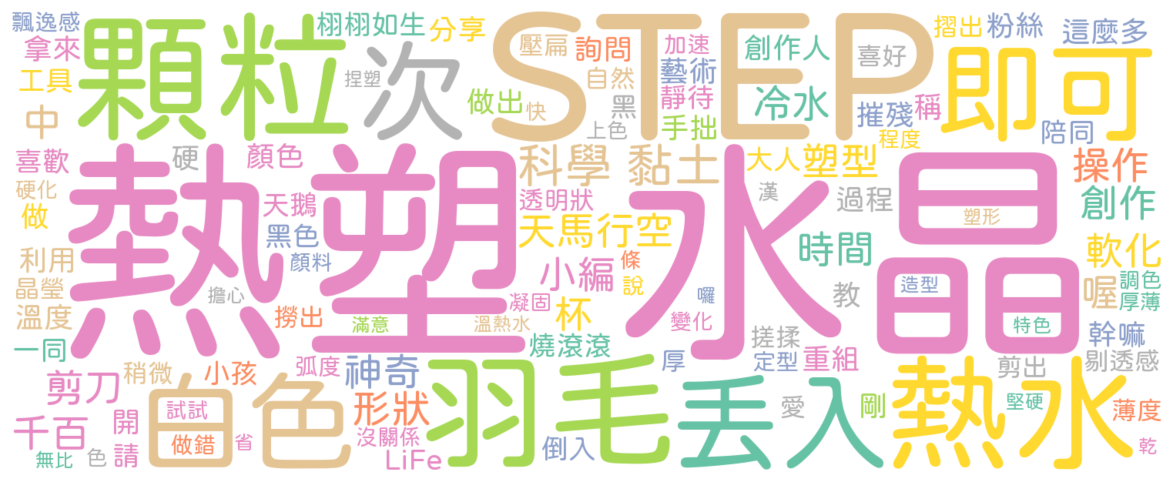 飄逸感 顆粒 栩栩如生 分享 STEP 即可 摺出 粉絲 這麼多
拿來 次 壓扁 詢問 加速 創作人 喜好
工具 捏塑 做出 快 自然 藝術 靜待 冷水 摧殘 稱
中 上色 黑 手拙 程度 陪同
喜歡 硬 顏色 熱塑 水晶 科學 黏土 大人 塑型 操作
硬化 做 天鵝 透明狀 漢 過程 塑形 創作
利用 黑色 天馬行空 時間 軟化
晶瑩 擔心 顏料 小編 條 說 教 造型 喔 調色 厚薄
溫度 撈出 滿意 溫熱水 凝固 杯 變化 囉 特色 幹嘛
一同 燒滾滾 搓揉
剪刀 稍微 小孩 弧度 神奇 羽毛 厚 定型 重組 剪出 剔透感
白色 試試 形狀 丟入 愛 剛 熱水 堅硬 薄度
千百 開 做錯 省 沒關係 倒入
無比 色 請 LiFe 乾